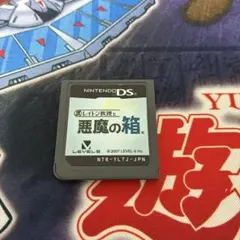 NINTENDO DS
レイトン教授と
悪魔の箱
LEVEL5
©2007 LEVEL-5 Inc.
NTR-YLTJ-JPN
YU
遊